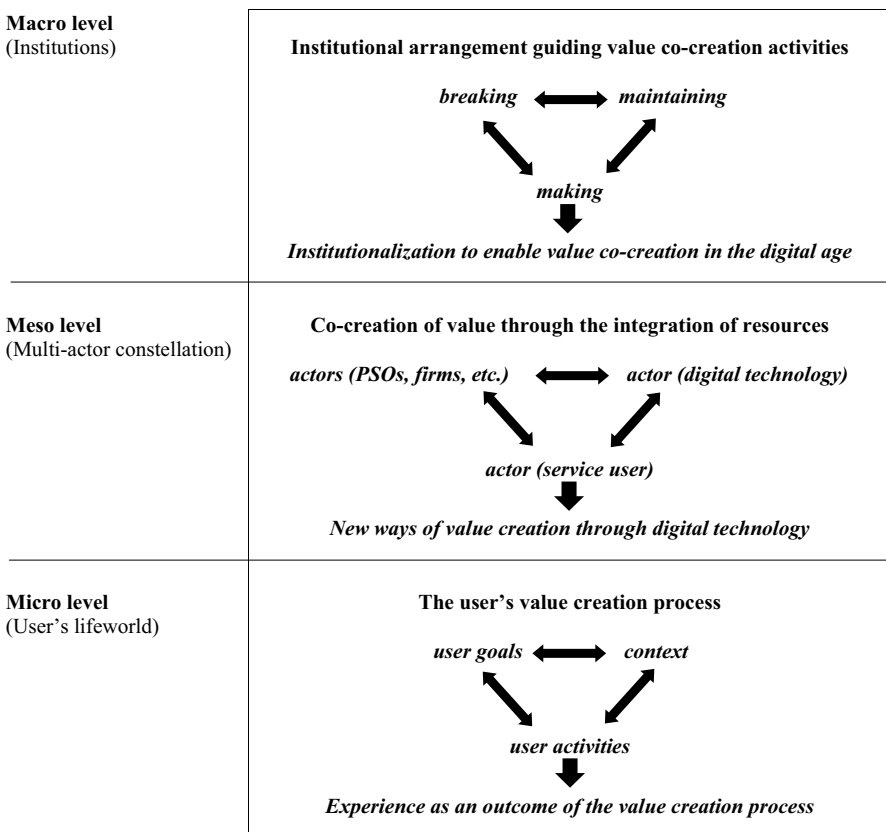 Macro level
(Institutions)
Institutional arrangement guiding value co-creation activities
breaking maintaining
making
Institutionalization to enable value co-creation in the digital age
Meso level
(Multi-actor constellation)
Co-creation of value through the integration of resources
actors (PSOs, firms, etc.) actor (digital technology)
actor (service user)
New ways of value creation through digital technology
Micro level
(User’s lifeworld)
The user’s value creation process
user goals context
user activities
Experience as an outcome of the value creation process